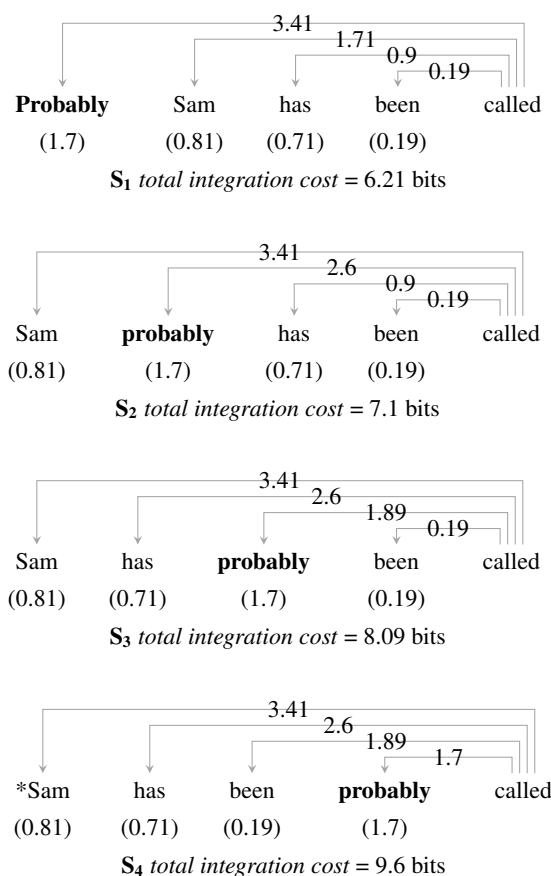 3.41
1.71
0.9
0.19
Probably Sam has been called
(1.7) (0.81) (0.71) (0.19)
S1 total integration cost = 6.21 bits
3.41
2.6
0.9
0.19
Sam probably has been called
(0.81) (1.7) (0.71) (0.19)
S2 total integration cost = 7.1 bits
3.41
2.6
1.89
0.19
Sam has probably been called
(0.81) (0.71) (1.7) (0.19)
S3 total integration cost = 8.09 bits
3.41
2.6
1.89
1.7
*Sam has been probably called
(0.81) (0.71) (0.19) (1.7)
S4 total integration cost = 9.6 bits